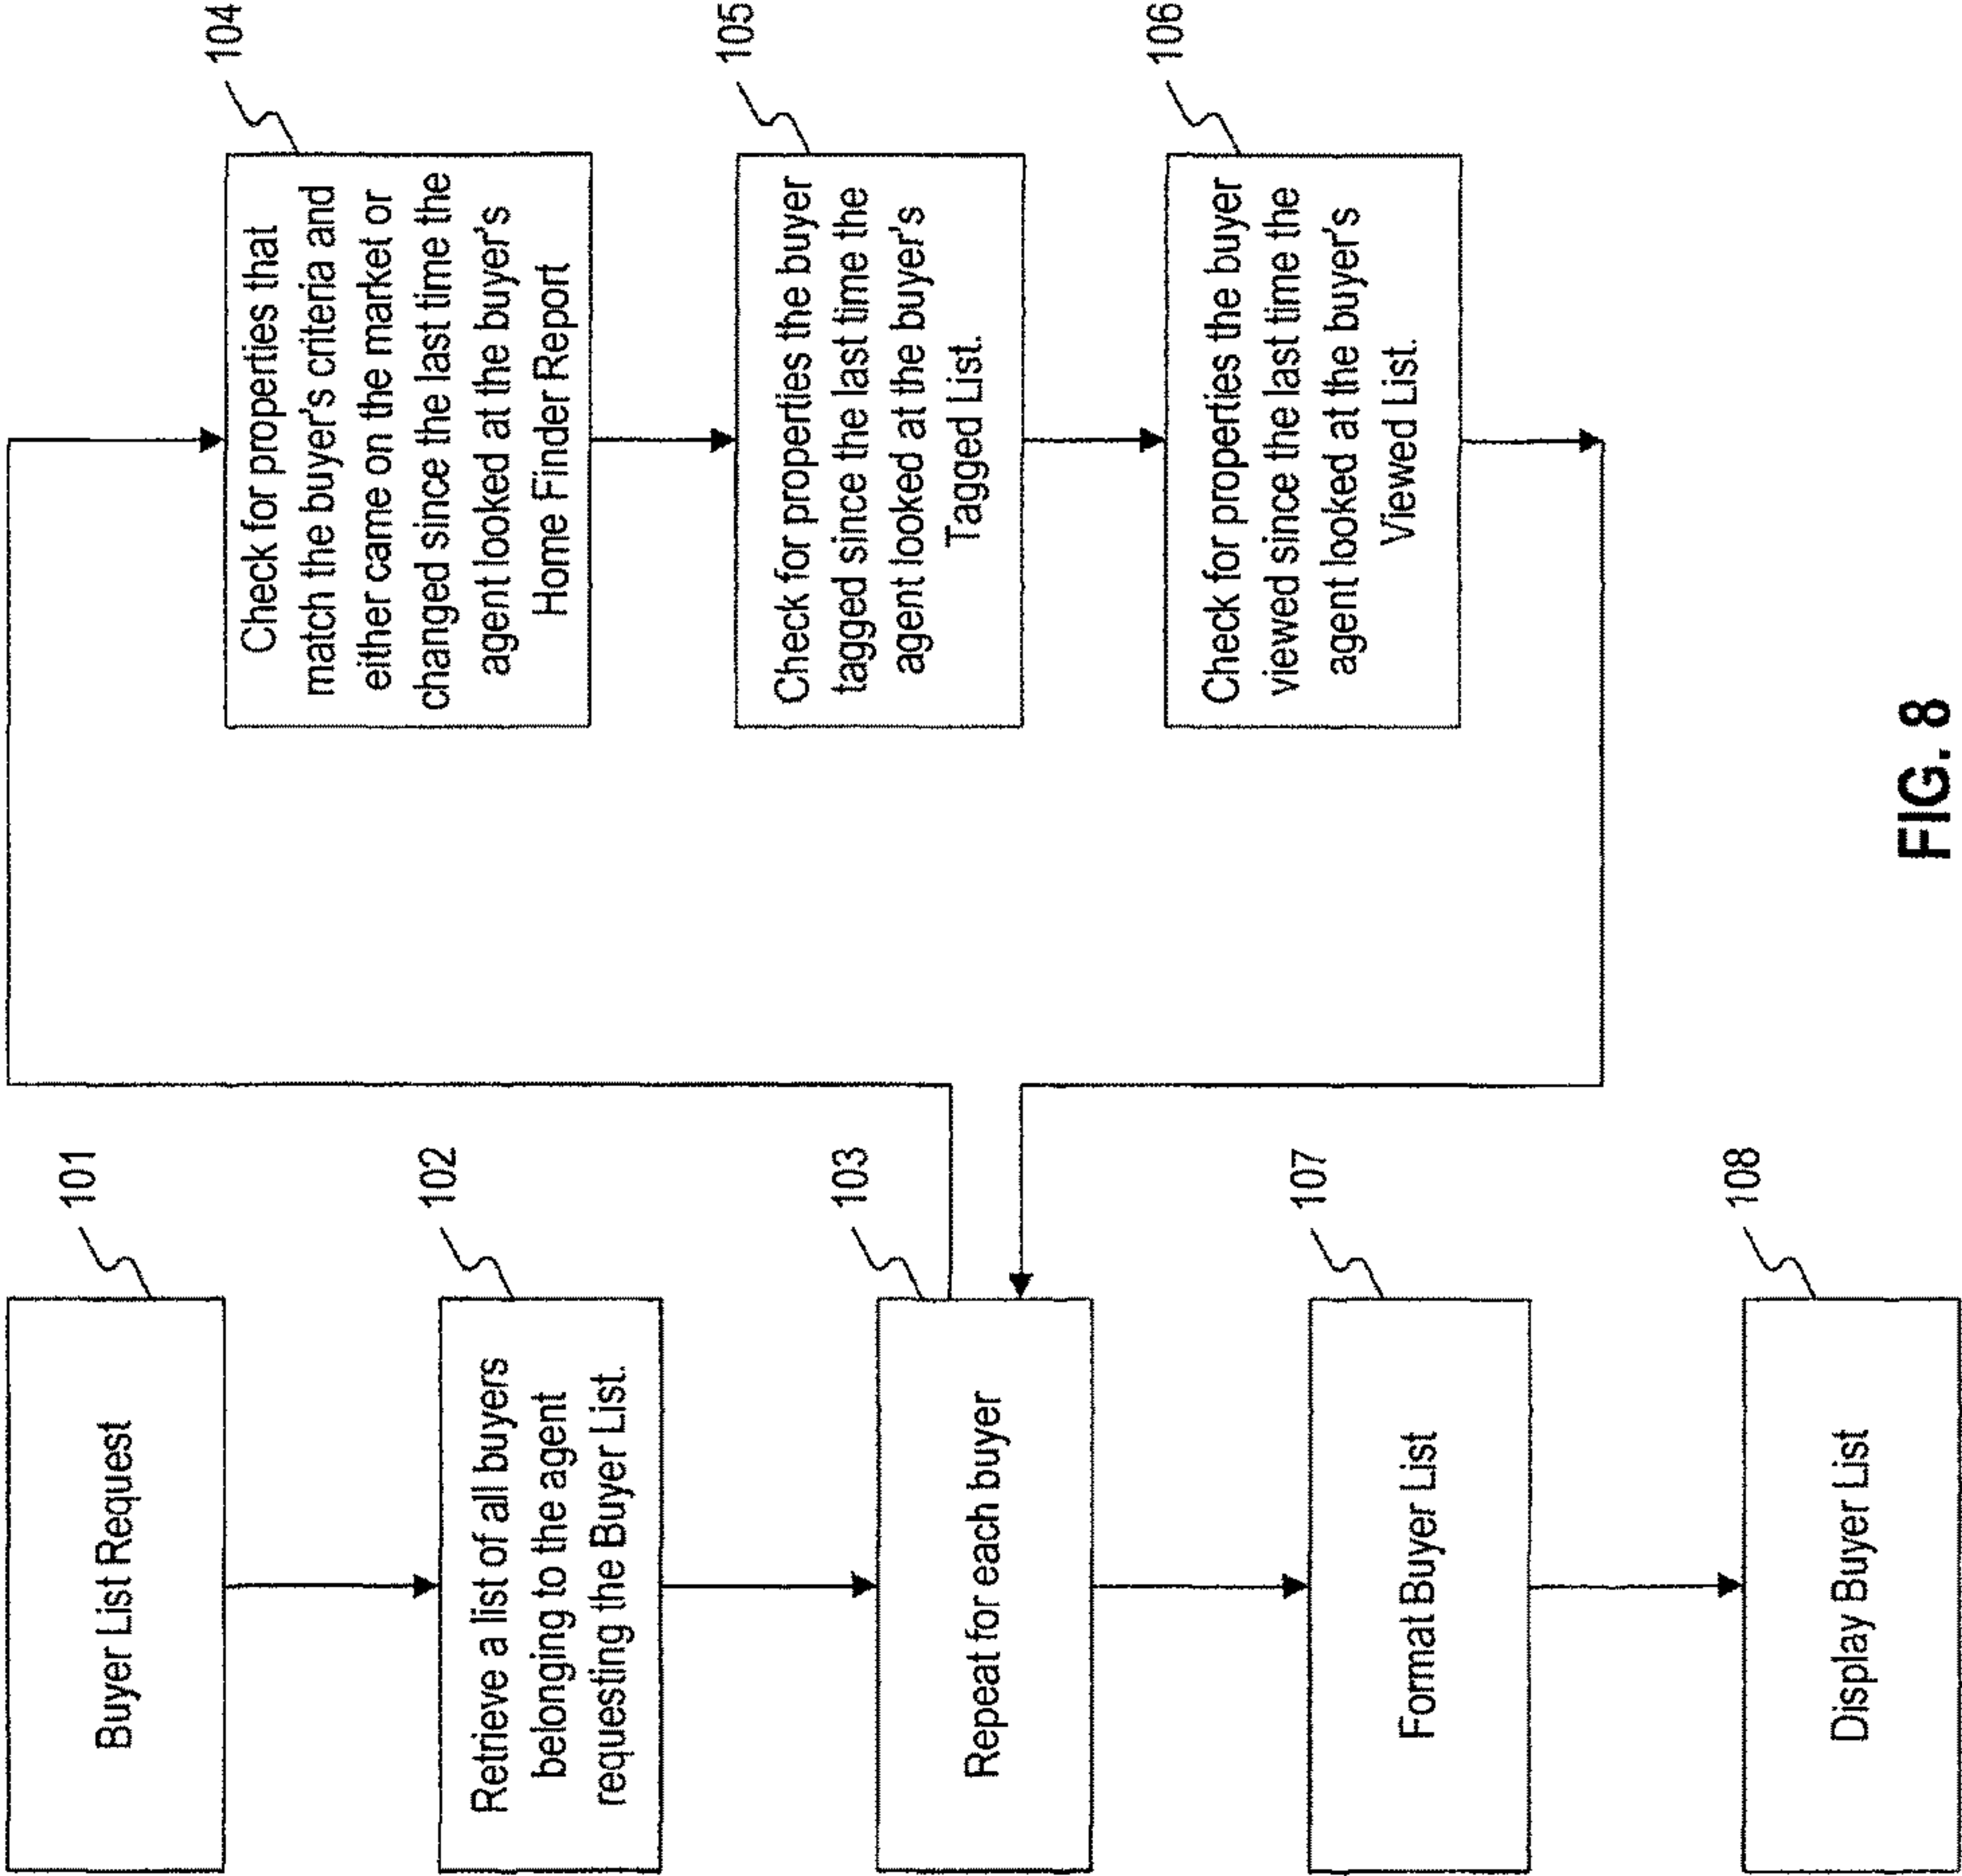 101
Buyer List Request
102
Retrieve a list of all buyers
belonging to the agent
requesting the Buyer List.
103
Repeat for each buyer
104
Check for properties that
match the buyer's criteria and
either came on the market or
changed since the last time the
agent looked at the buyer's
Home Finder Report
105
Check for properties the buyer
tagged since the last time the
agent looked at the buyer's
Tagged List.
106
Check for properties the buyer
viewed since the last time the
agent looked at the buyer's
Viewed List.
107
Format Buyer List
108
Display Buyer List
FIG. 8